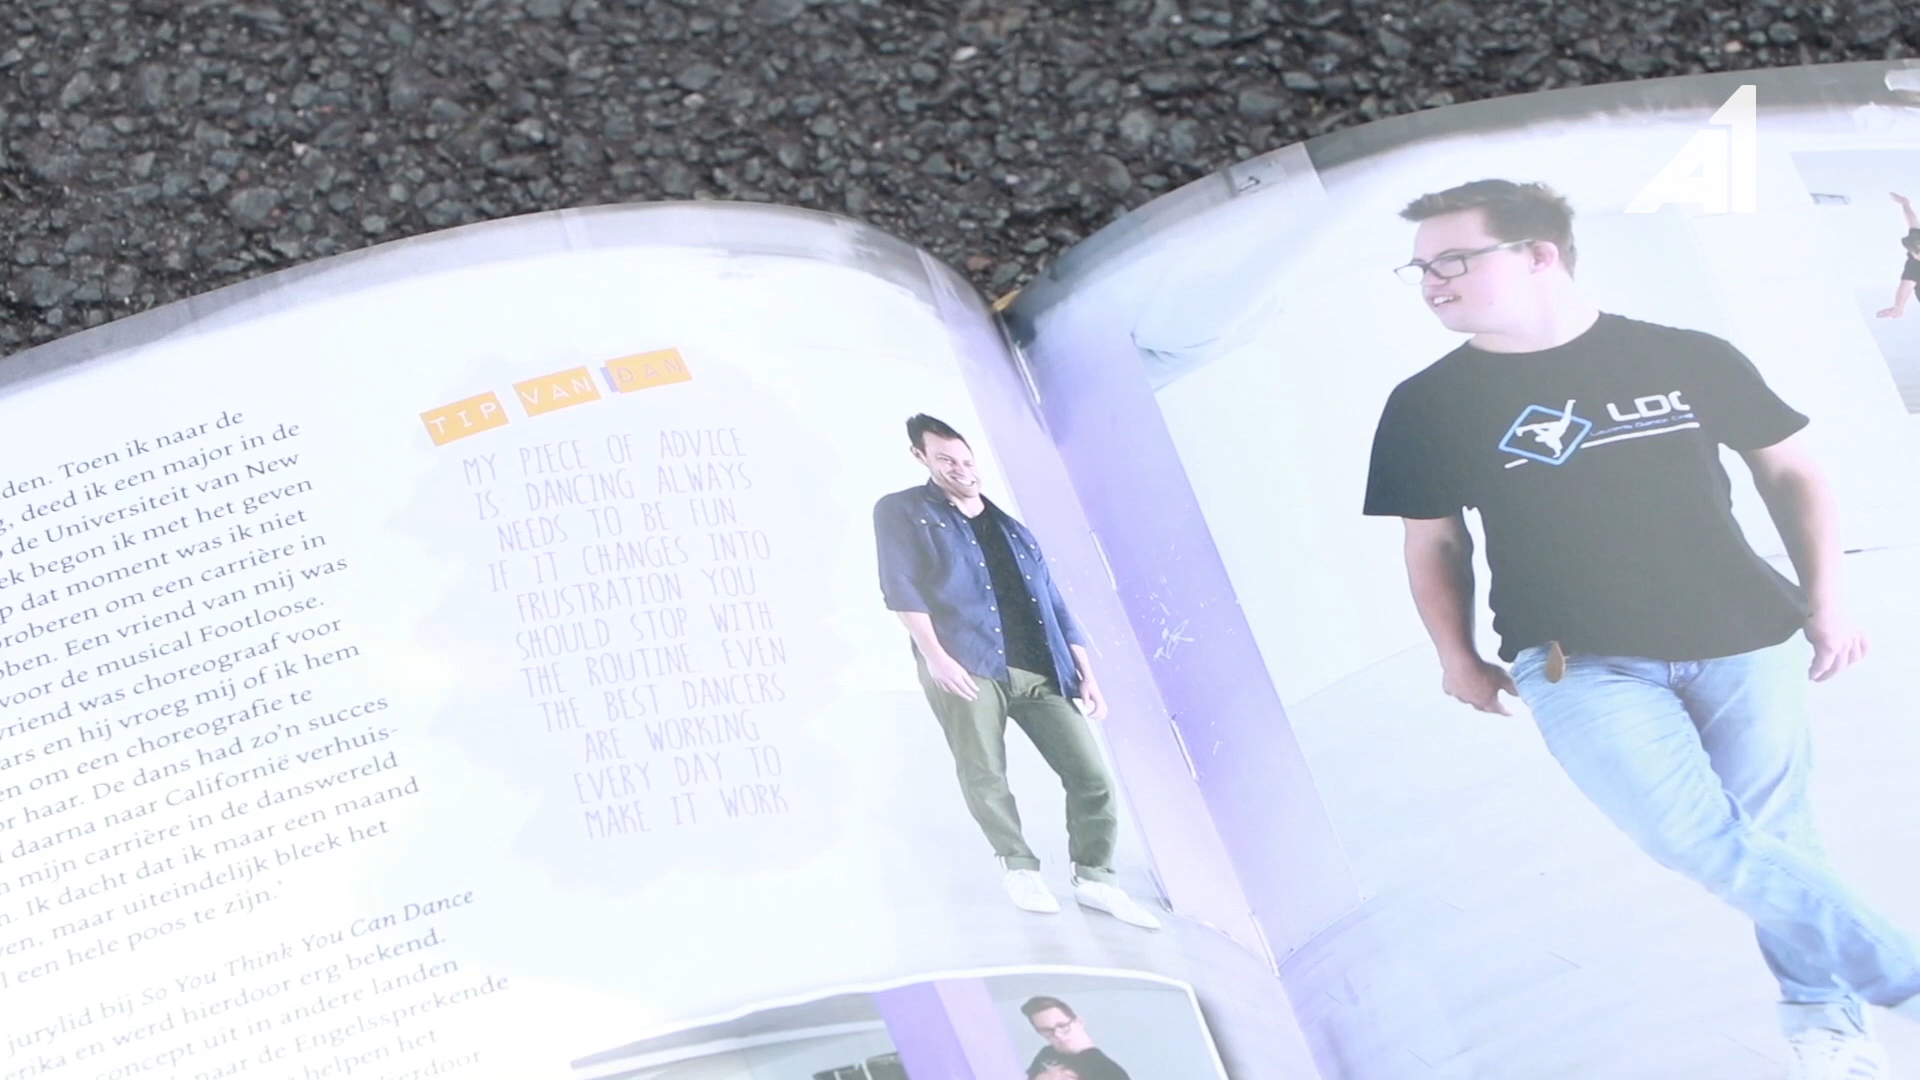 den. Toen ik naar de
, deed ik een major in de
de Universiteit van New
ek begon ik met het geven
p dat moment was ik niet
roberen om een carrière in
bben. Een vriend van mij was
voor de musical Footloose.
vriend was choreograaf voor
ars en hij vroeg mij of ik hem
en om een choreografie te
or haar. De dans had zo'n succes
daarna naar Californië verhuis-
n mijn carrière in de danswereld
n. Ik dacht dat ik maar een maand
ven, maar uiteindelijk bleek het
l een hele poos te zijn.'
jurylid bij So You Think You Can Dance
erika en werd hierdoor erg bekend.
concept uit in andere landen
naar de Engelssprekende
helpen het
ierdoor
TIP VAN DAN
MY PIECE OF ADVICE
IS: DANCING ALWAYS
NEEDS TO BE FUN.
IF IT CHANGES INTO
FRUSTRATION YOU
SHOULD STOP WITH
THE ROUTINE. EVEN
THE BEST DANCERS
ARE WORKING
EVERY DAY TO
MAKE IT WORK
LDC
A1